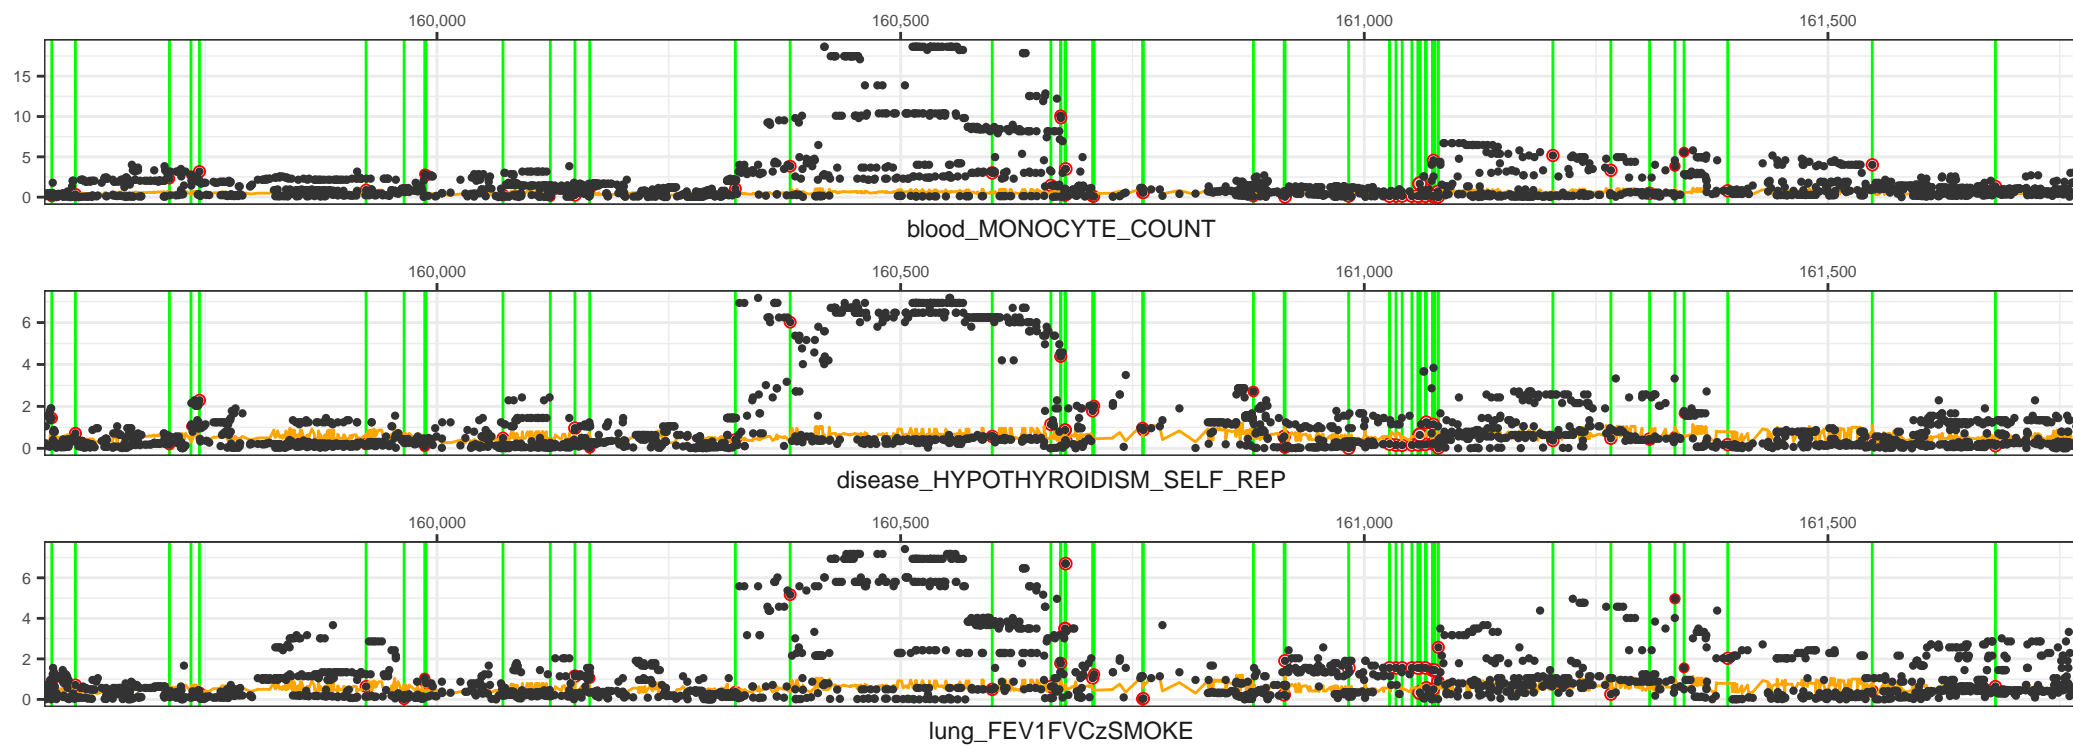 160,000 160,500 161,000 161,500
15
10
5
0
blood_MONOCYTE_COUNT
160,000 160,500 161,000 161,500
6
4
2
0
disease_HYPOTHYROIDISM_SELF_REP
160,000 160,500 161,000 161,500
6
4
2
0
lung_FEV1FVCzSMOKE